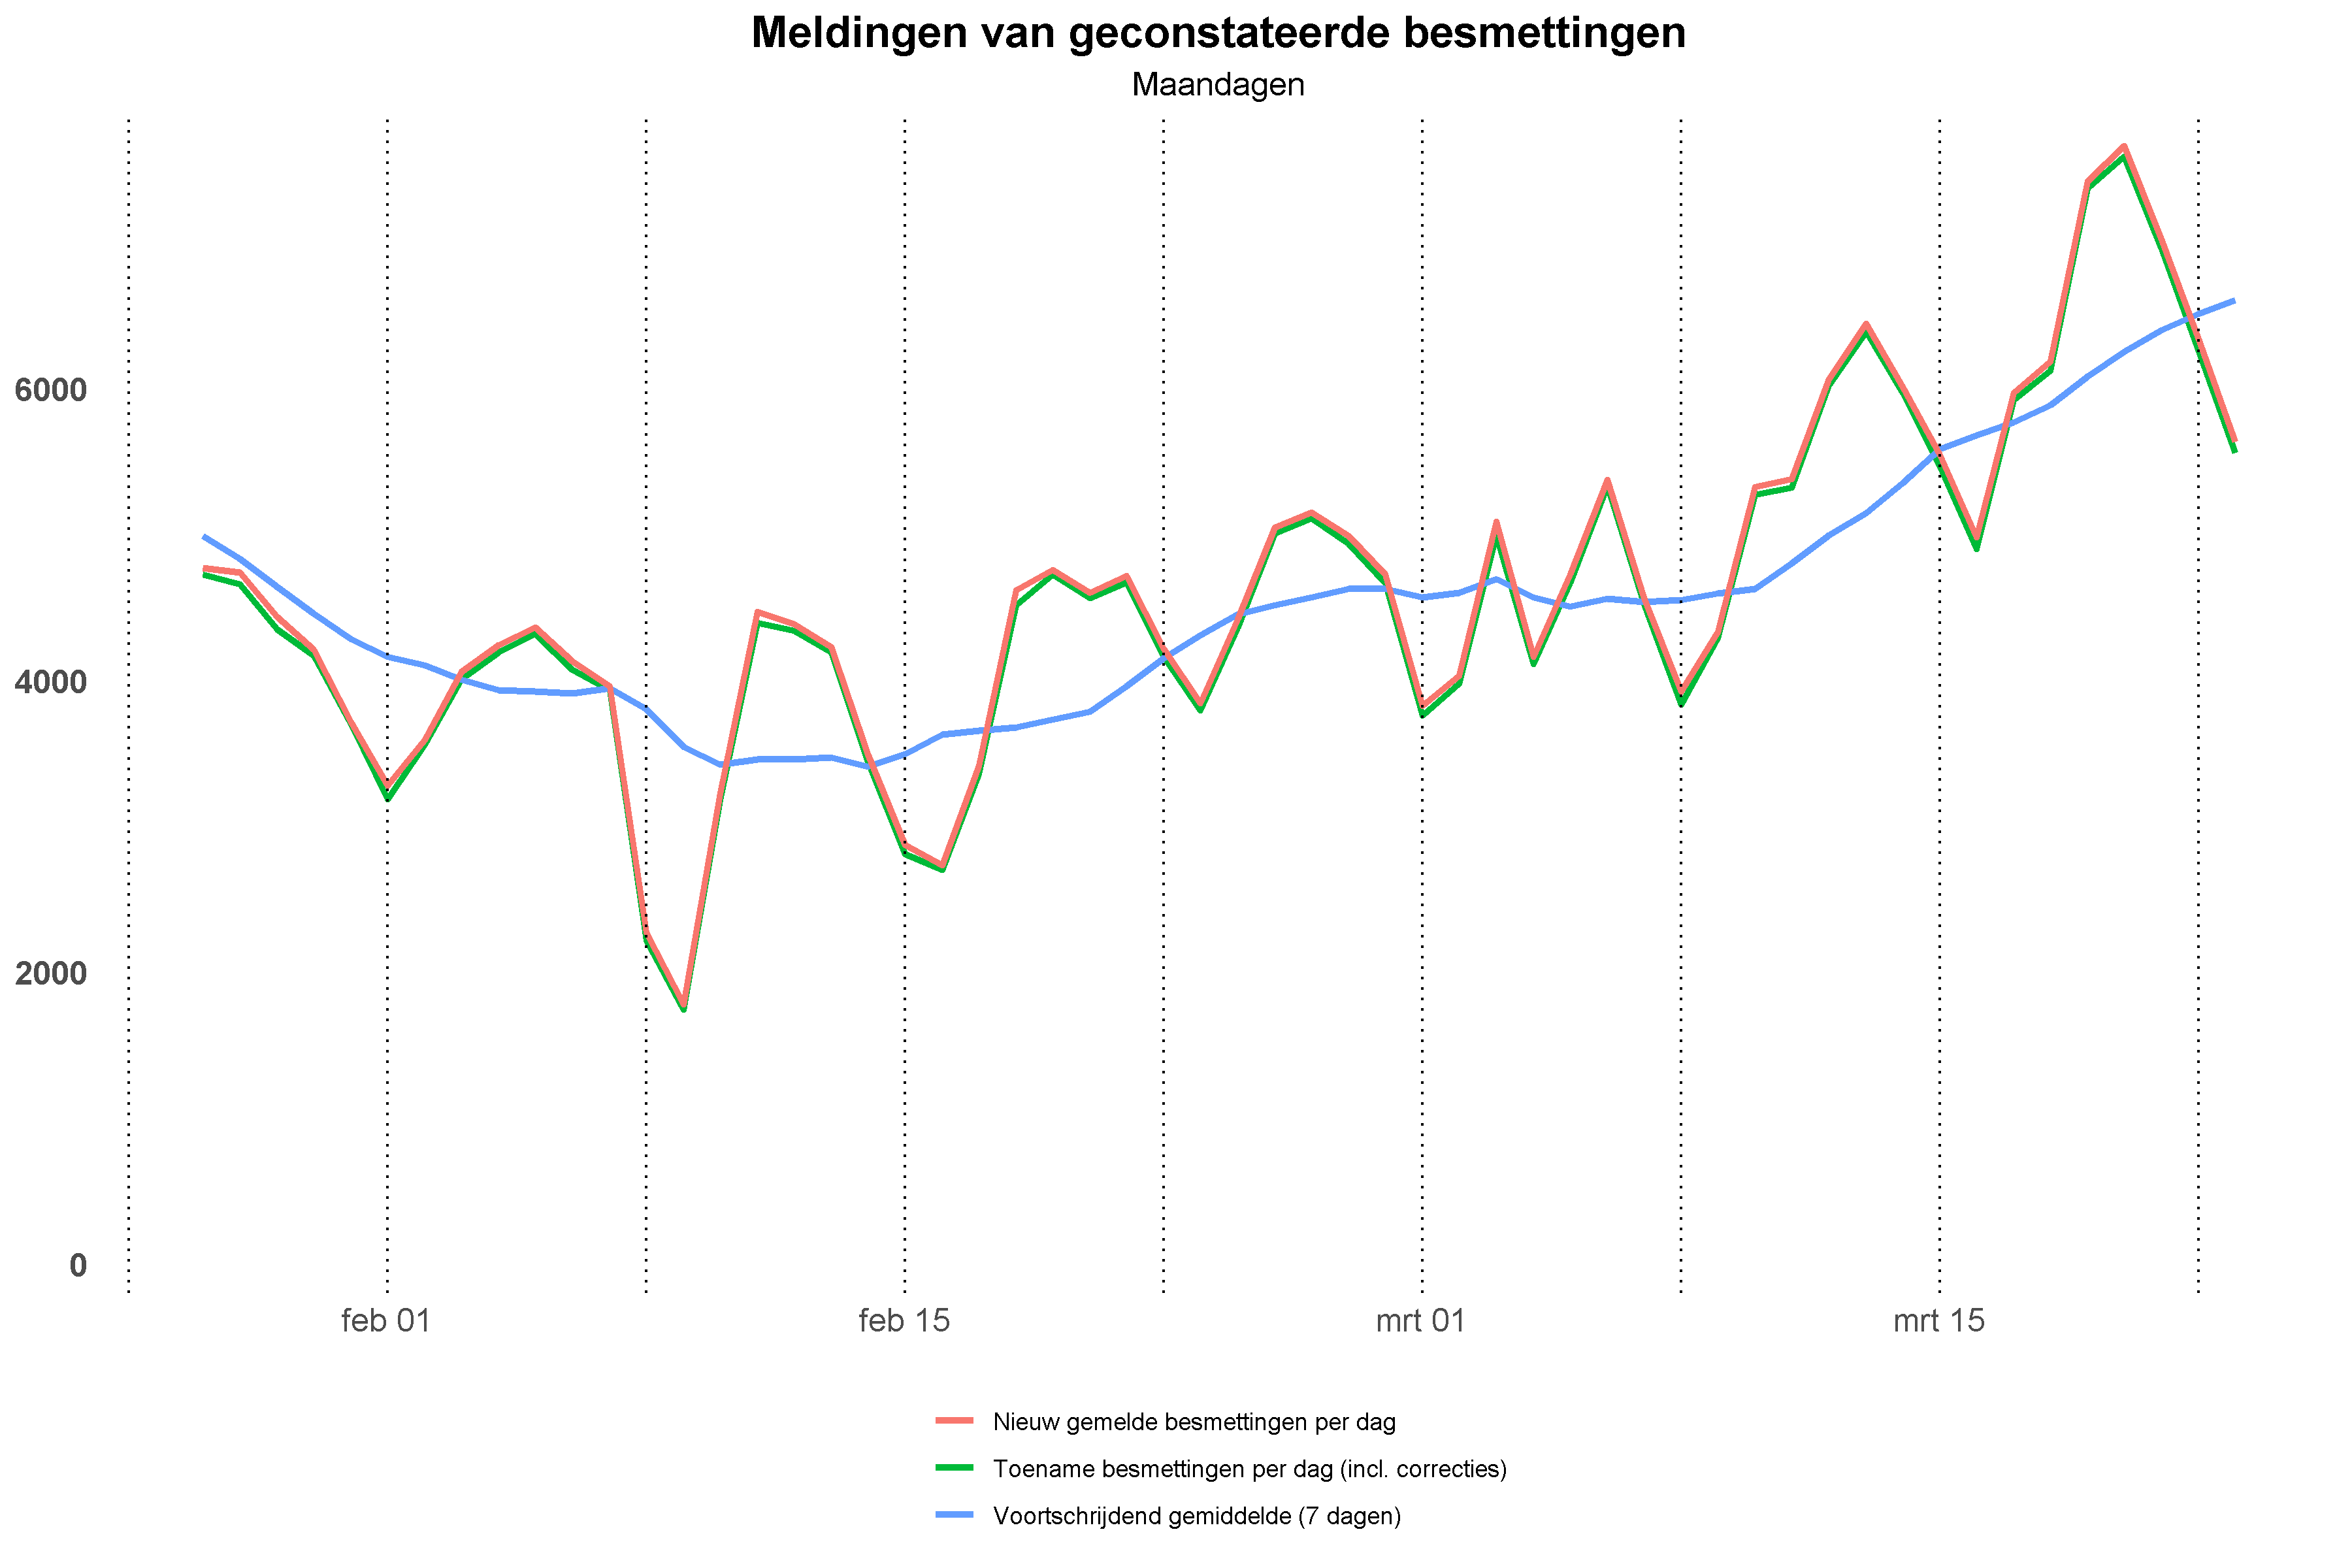 Meldingen van geconstateerde besmettingen
Maandagen
6000
4000
2000
0
feb 01
feb 15
mrt 01
mrt 15
Nieuw gemelde besmettingen per dag
Toename besmettingen per dag (incl. correcties)
Voortschrijdend gemiddelde (7 dagen)